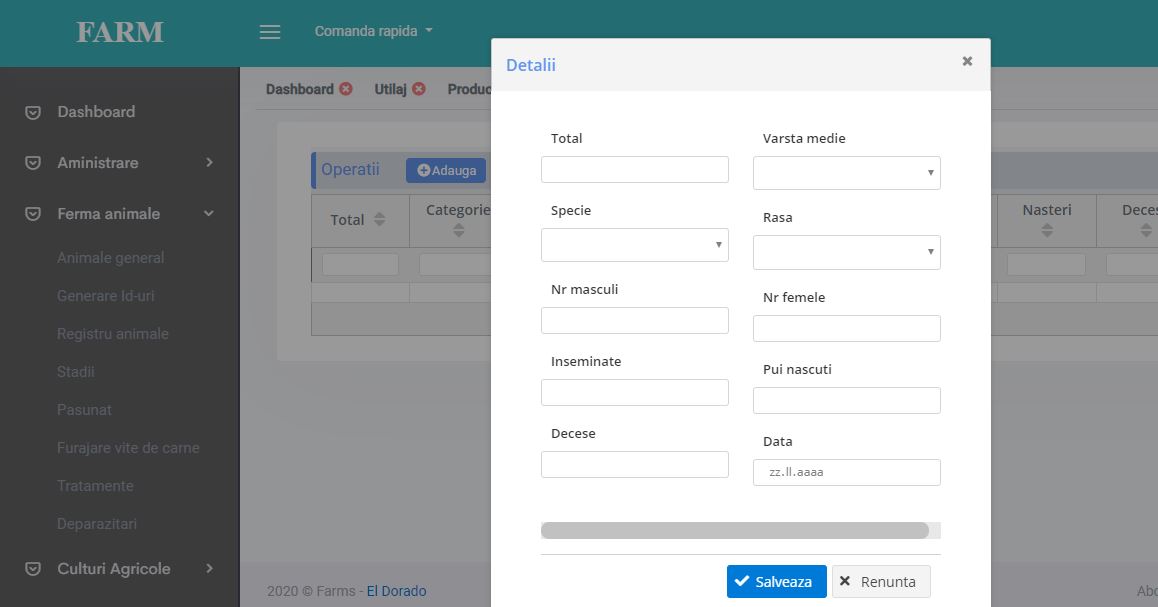 FARM
Comanda rapida
Dashboard
Aministrare
Ferma animale
Animale general
Generare Id-uri
Registru animale
Stadii
Pasunat
Furajare vite de carne
Tratamente
Deparazitari
Culturi Agricole
Dashboard Utilaj Produc
Operatii Adauga
Total Categorie Nasteri Deces
Detalii
Total Varsta medie
Specie Rasa
Nr masculi Nr femele
Inseminate Pui nascuti
Decese Data
zz.ll.aaaa
Salveaza Renunta
2020 © Farms - El Dorado Abo